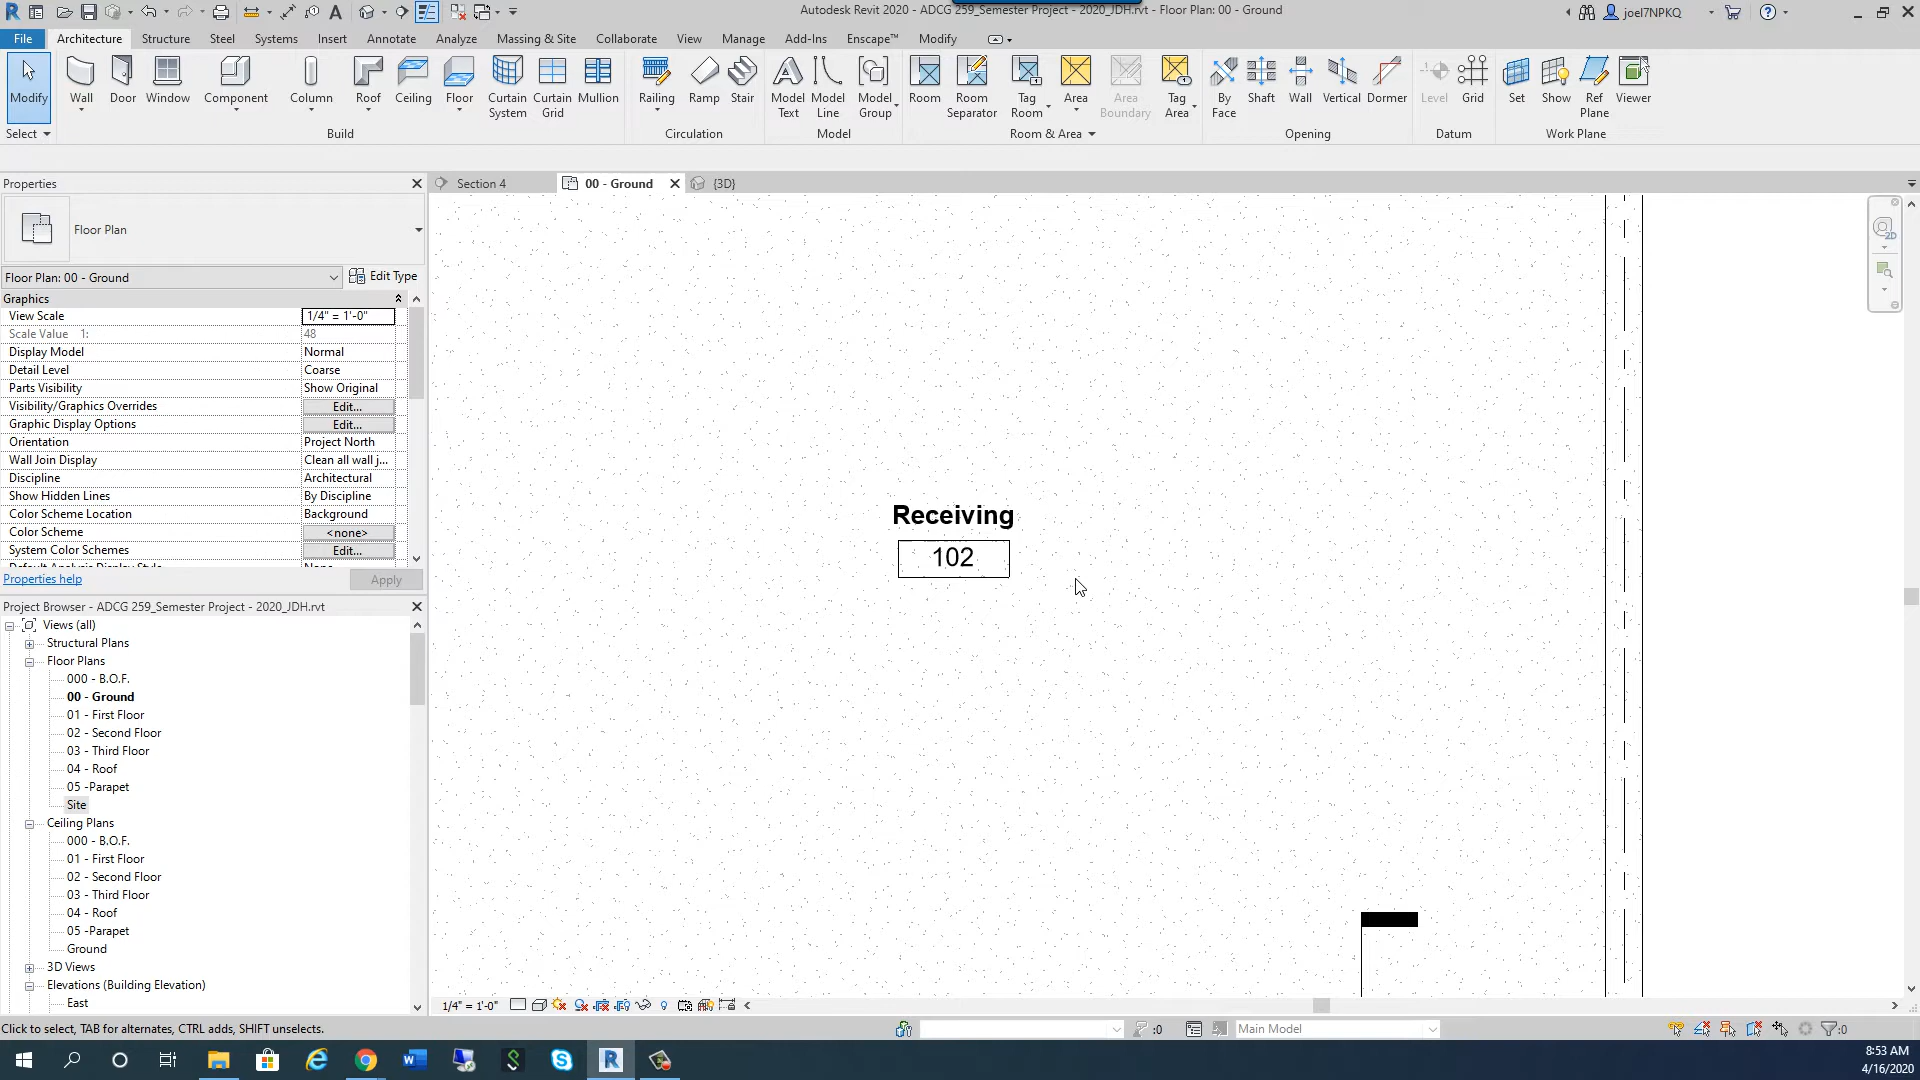 Autodesk Revit 2020 - ADCG 259_Semester Project - 2020_JDH.rvt - Floor Plan: 00 - Ground
joel7NPKQ
File Architecture Structure Steel Systems Insert Annotate Analyze Massing & Site Collaborate View Manage Add-Ins Enscape™ Modify
Modify Wall Door Window Component Column Roof Ceiling Floor Curtain System Curtain Grid Mullion Railing Ramp Stair Model Text Model Line Model Group Room Room Separator Tag Room Area Area Boundary Tag Area By Face Shaft Wall Vertical Dormer Level Grid Set Show Ref Plane Viewer
Select Build Circulation Model Room & Area Opening Datum Work Plane
Properties
Section 4 00 - Ground {3D}
Floor Plan
Floor Plan: 00 - Ground Edit Type
Graphics
View Scale 1/4" = 1'-0"
Scale Value 1: 48
Display Model Normal
Detail Level Coarse
Parts Visibility Show Original
Visibility/Graphics Overrides Edit...
Graphic Display Options Edit...
Orientation Project North
Wall Join Display Clean all wall j...
Discipline Architectural
Show Hidden Lines By Discipline
Color Scheme Location Background
Color Scheme <none>
System Color Schemes Edit...
Properties help Apply
Receiving
102
Project Browser - ADCG 259_Semester Project - 2020_JDH.rvt
Views (all)
Structural Plans
Floor Plans
000 - B.O.F.
00 - Ground
01 - First Floor
02 - Second Floor
03 - Third Floor
04 - Roof
05 -Parapet
Site
Ceiling Plans
000 - B.O.F.
01 - First Floor
02 - Second Floor
03 - Third Floor
04 - Roof
05 -Parapet
Ground
3D Views
Elevations (Building Elevation)
East
1/4" = 1'-0"
Click to select, TAB for alternates, CTRL adds, SHIFT unselects.
:0
Main Model
:0
8:53 AM
4/16/2020